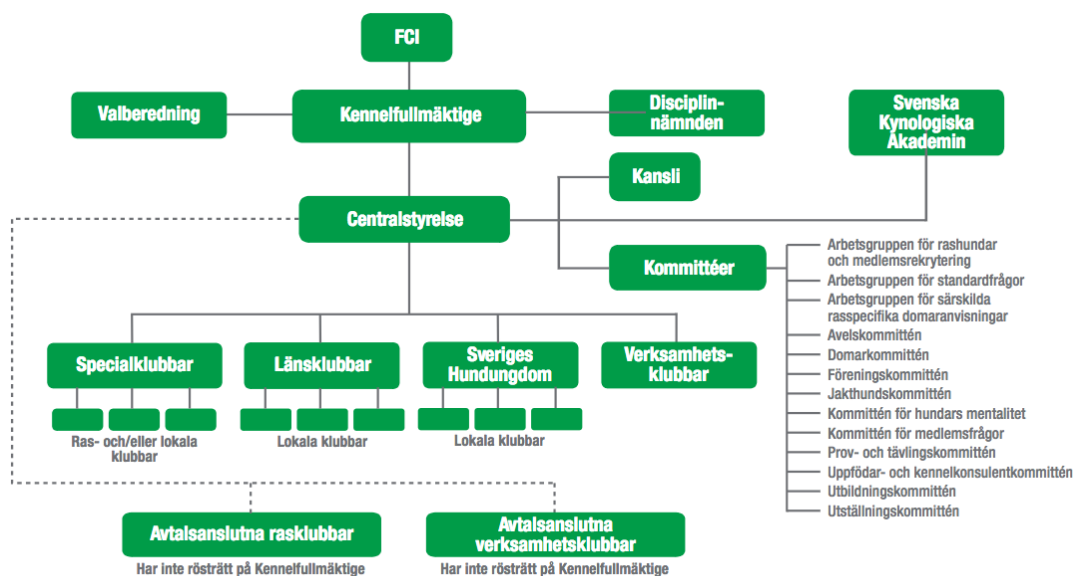 FCI
Valberedning
Kennelfullmäktige
Disciplin-
nämnden
Svenska
Kynologiska
Akademin
Kansli
Centralstyrelse
Kommittéer
Arbetsgruppen för rashundar
och medlemsrekrytering
Arbetsgruppen för standardfrågor
Arbetsgruppen för särskilda
rasspecifika domaranvisningar
Avelskommittén
Domarkommittén
Föreningskommittén
Jakthundskommittén
Kommittén för hundars mentalitet
Kommittén för medlemsfrågor
Prov- och tävlingskommittén
Uppfödar- och kennelkonsulentkommittén
Utbildningskommittén
Utställningskommittén
Specialklubbar
Länsklubbar
Sveriges
Hundungdom
Verksamhets-
klubbar
Ras- och/eller lokala
klubbar
Lokala klubbar
Lokala klubbar
Avtalsanslutna rasklubbar
Har inte rösträtt på Kennelfullmäktige
Avtalsanslutna
verksamhetsklubbar
Har inte rösträtt på Kennelfullmäktige